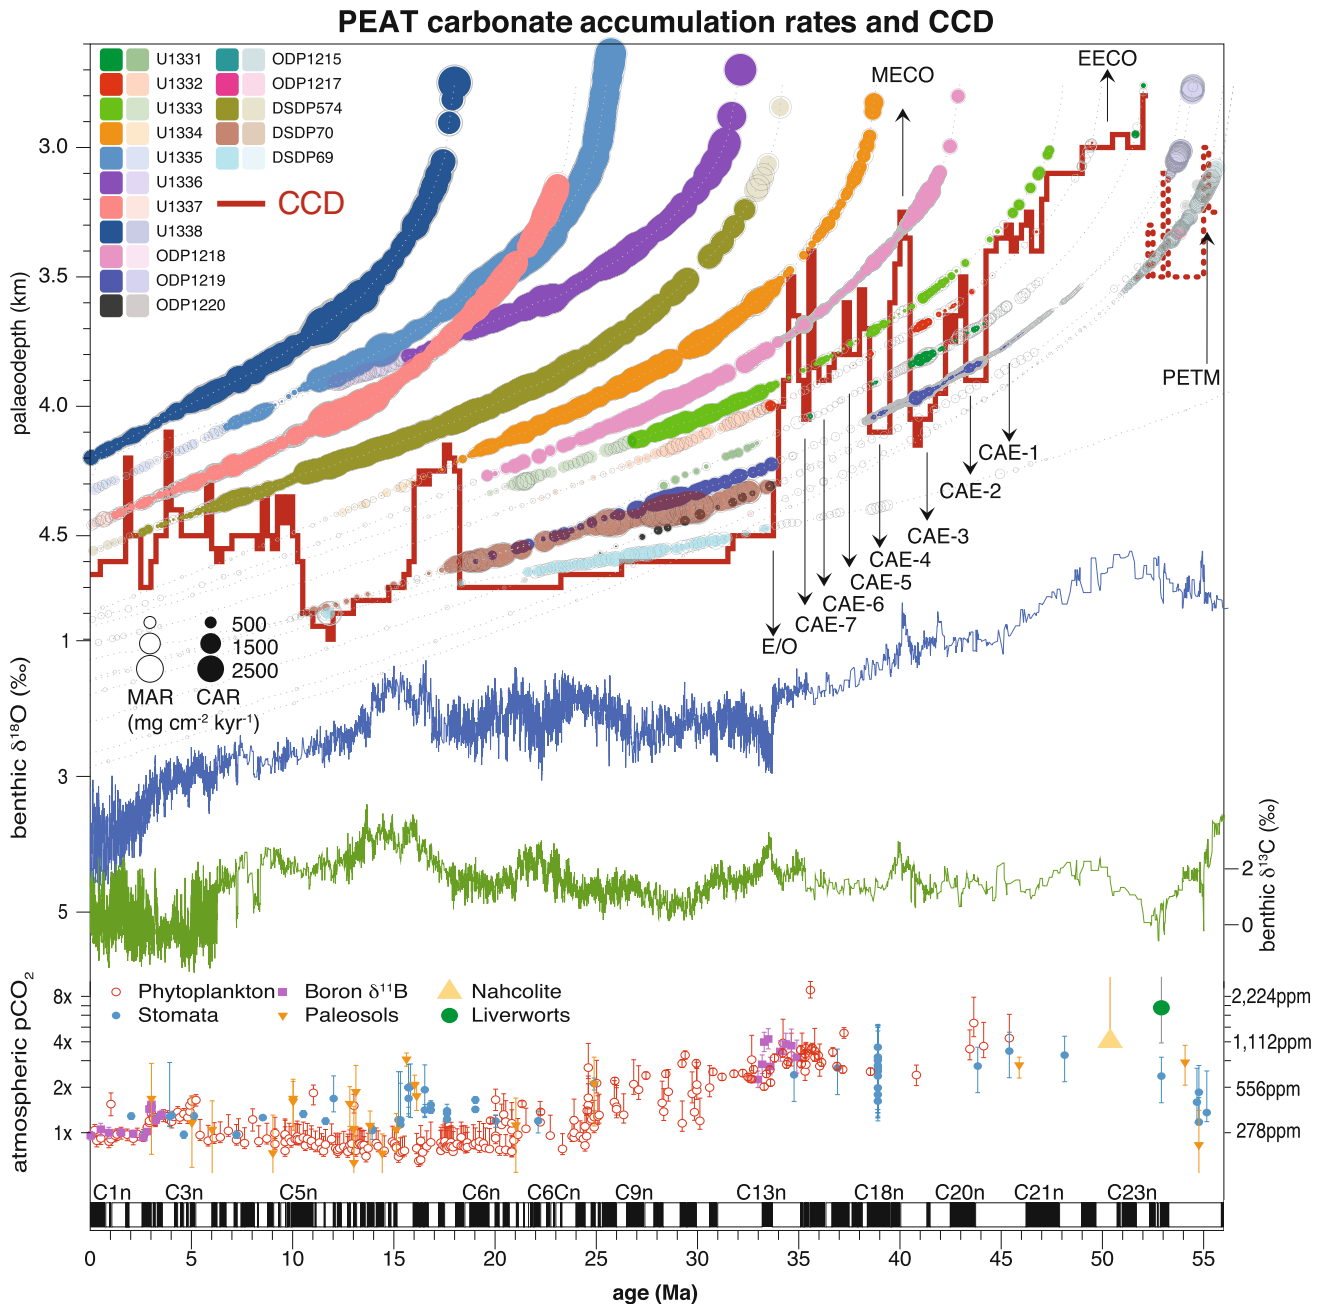 PEAT carbonate accumulation rates and CCD
U1331
U1332
U1333
U1334
U1335
U1336
U1337
U1338
ODP1218
ODP1219
ODP1220
ODP1215
ODP1217
DSDP574
DSDP70
DSDP69
CCD
MECO
EECO
PETM
palaeodepth (km)
3.0
3.5
4.0
4.5
CAE-1
CAE-2
CAE-3
CAE-4
CAE-5
CAE-6
CAE-7
E/O
500
1500
2500
MAR CAR
(mg cm⁻² kyr⁻¹)
benthic δ¹⁸O (‰)
1
3
5
benthic δ¹³C (‰)
2
0
atmospheric pCO₂
8x
4x
2x
1x
Phytoplankton
Stomata
Boron δ¹¹B
Paleosols
Nahcolite
Liverworts
2,224ppm
1,112ppm
556ppm
278ppm
C1n C3n C5n C6n C6Cn C9n C13n C18n C20n C21n C23n
0 5 10 15 20 25 30 35 40 45 50 55
age (Ma)